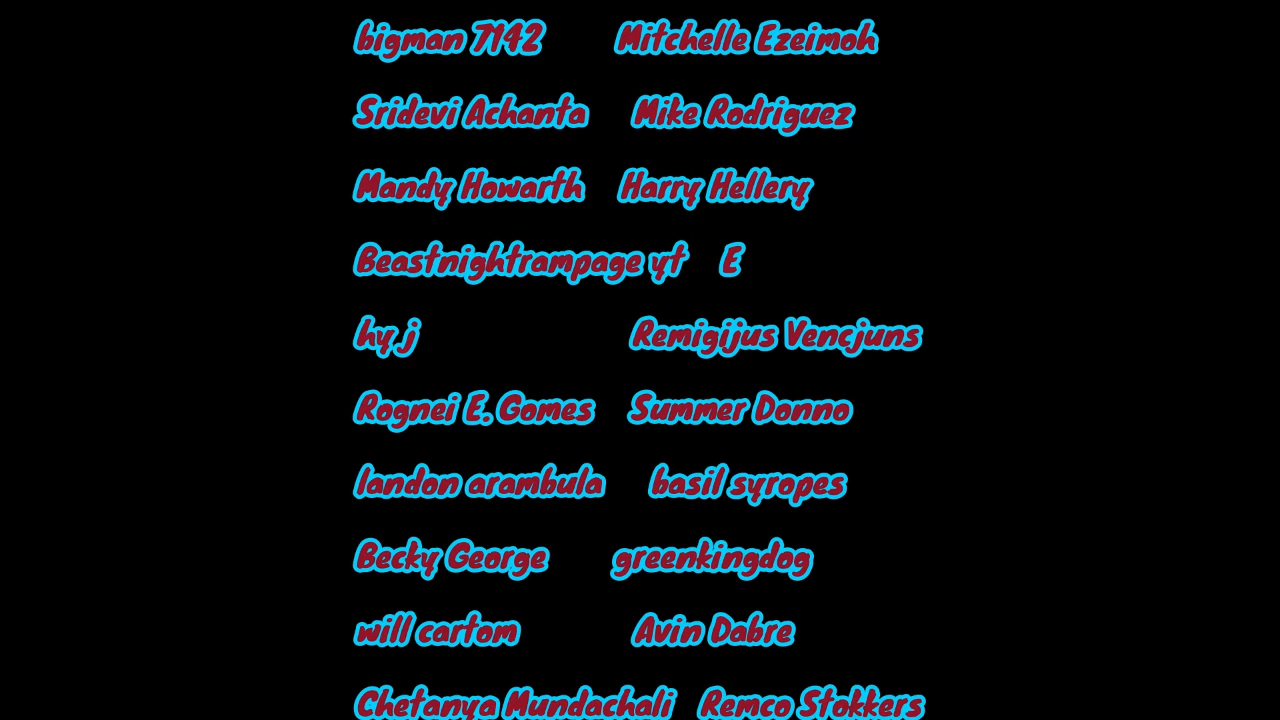 bigman 7142 Mitchelle Ezeimoh
Sridevi Achanta Mike Rodriguez
Mandy Howarth Harry Hellery
Beastnightrampage yt E
hy j Remigijus Vencjuns
Rognei E. Gomes Summer Donno
landon arambula basil syropes
Becky George greenkingdog
will cartom Avin Dabre
Chetanya Mundachali Remco Stokkers